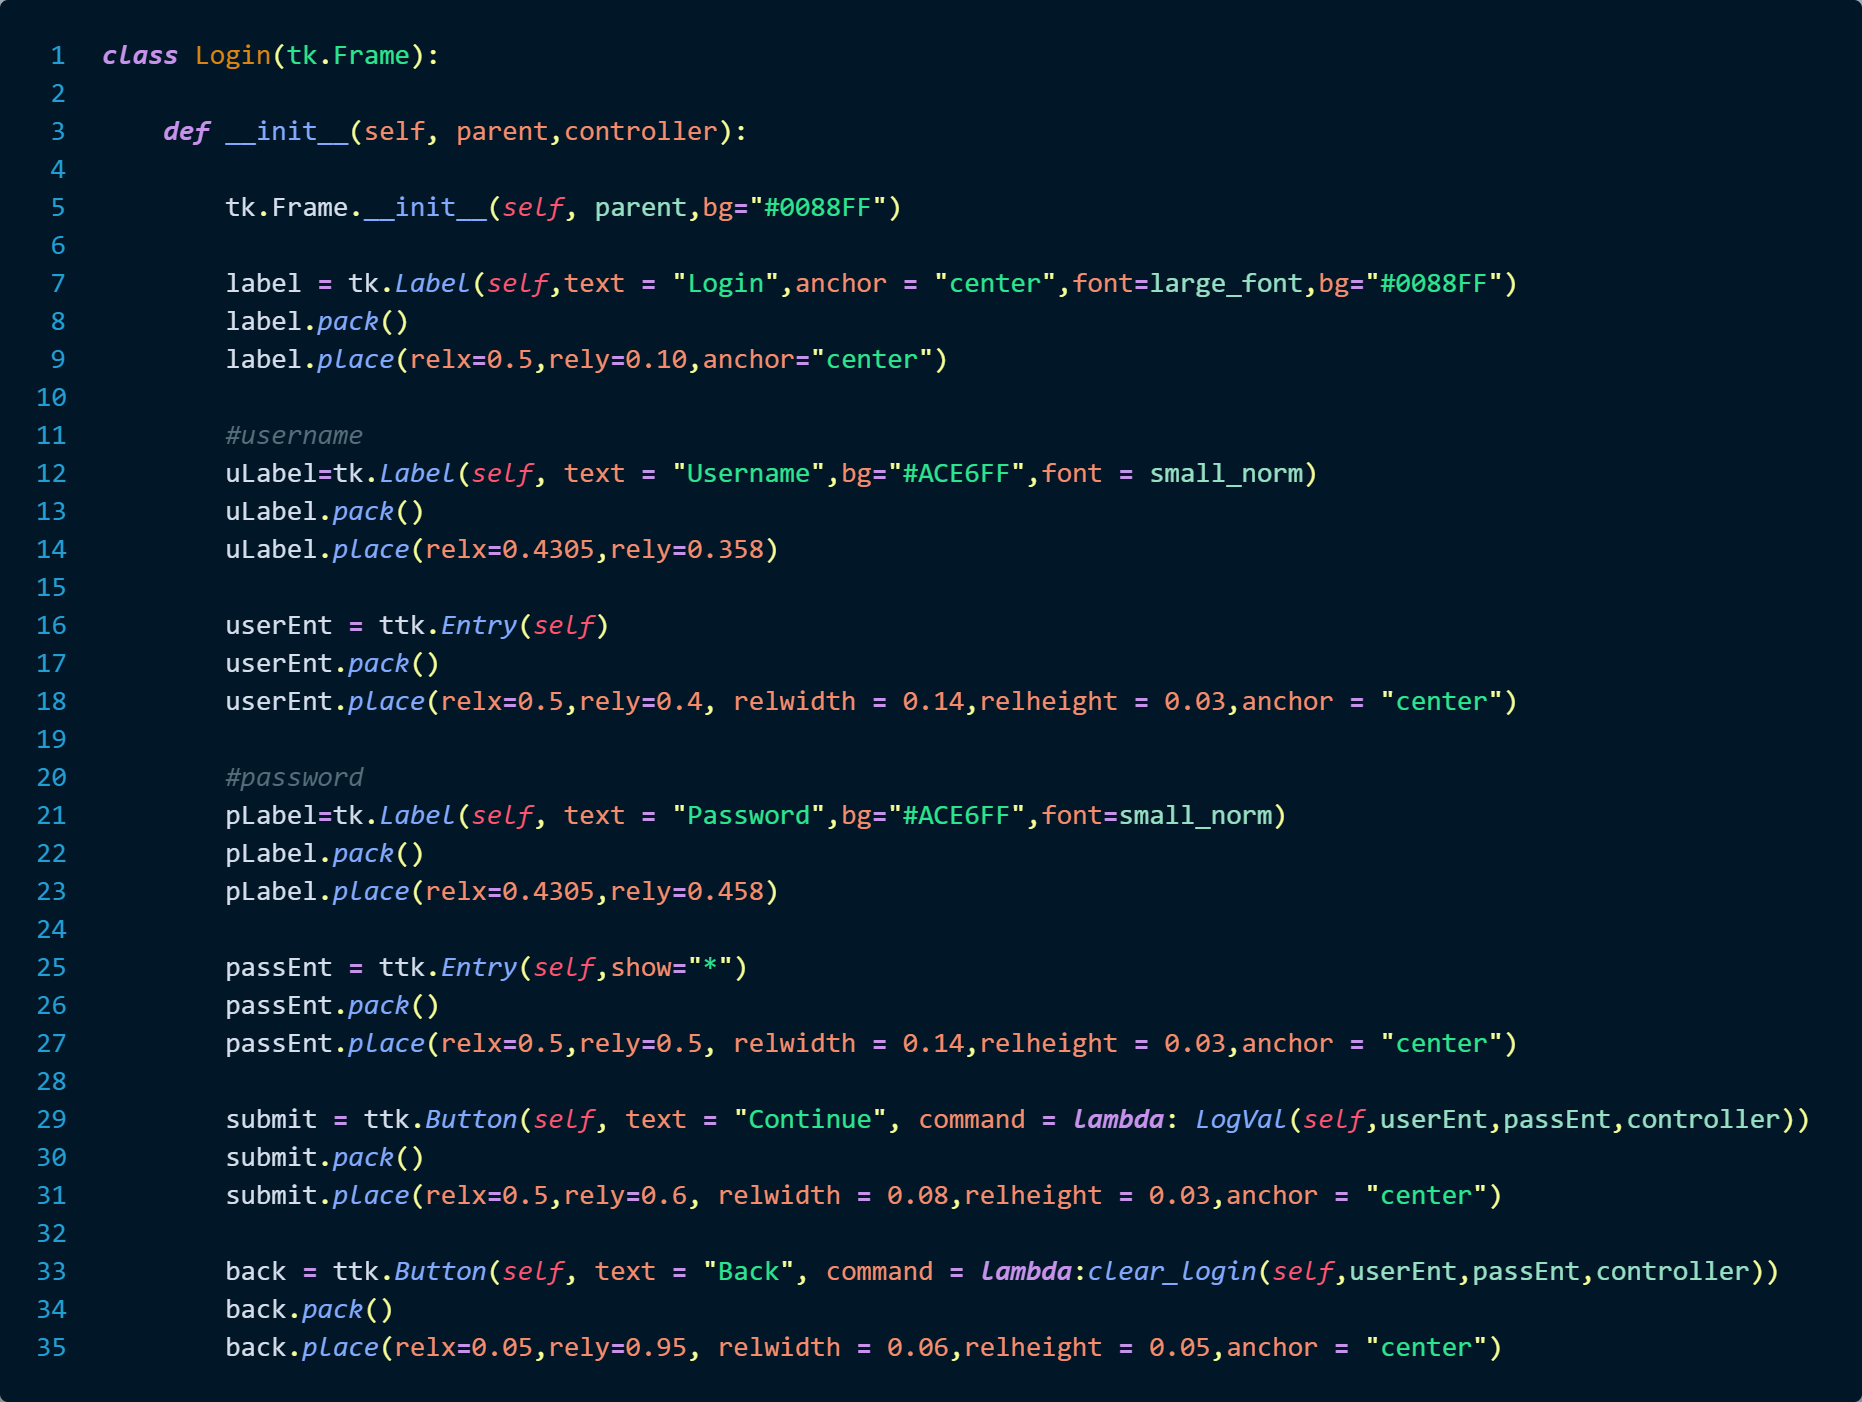 1 class Login(tk.Frame):
2
3     def __init__(self, parent,controller):
4
5         tk.Frame.__init__(self, parent,bg="#0088FF")
6
7         label = tk.Label(self,text = "Login",anchor = "center",font=large_font,bg="#0088FF")
8         label.pack()
9         label.place(relx=0.5,rely=0.10,anchor="center")
10
11         #username
12         uLabel=tk.Label(self, text = "Username",bg="#ACE6FF",font = small_norm)
13         uLabel.pack()
14         uLabel.place(relx=0.4305,rely=0.358)
15
16         userEnt = ttk.Entry(self)
17         userEnt.pack()
18         userEnt.place(relx=0.5,rely=0.4, relwidth = 0.14,relheight = 0.03,anchor = "center")
19
20         #password
21         pLabel=tk.Label(self, text = "Password",bg="#ACE6FF",font=small_norm)
22         pLabel.pack()
23         pLabel.place(relx=0.4305,rely=0.458)
24
25         passEnt = ttk.Entry(self,show="*")
26         passEnt.pack()
27         passEnt.place(relx=0.5,rely=0.5, relwidth = 0.14,relheight = 0.03,anchor = "center")
28
29         submit = ttk.Button(self, text = "Continue", command = lambda: LogVal(self,userEnt,passEnt,controller))
30         submit.pack()
31         submit.place(relx=0.5,rely=0.6, relwidth = 0.08,relheight = 0.03,anchor = "center")
32
33         back = ttk.Button(self, text = "Back", command = lambda:clear_login(self,userEnt,passEnt,controller))
34         back.pack()
35         back.place(relx=0.05,rely=0.95, relwidth = 0.06,relheight = 0.05,anchor = "center")